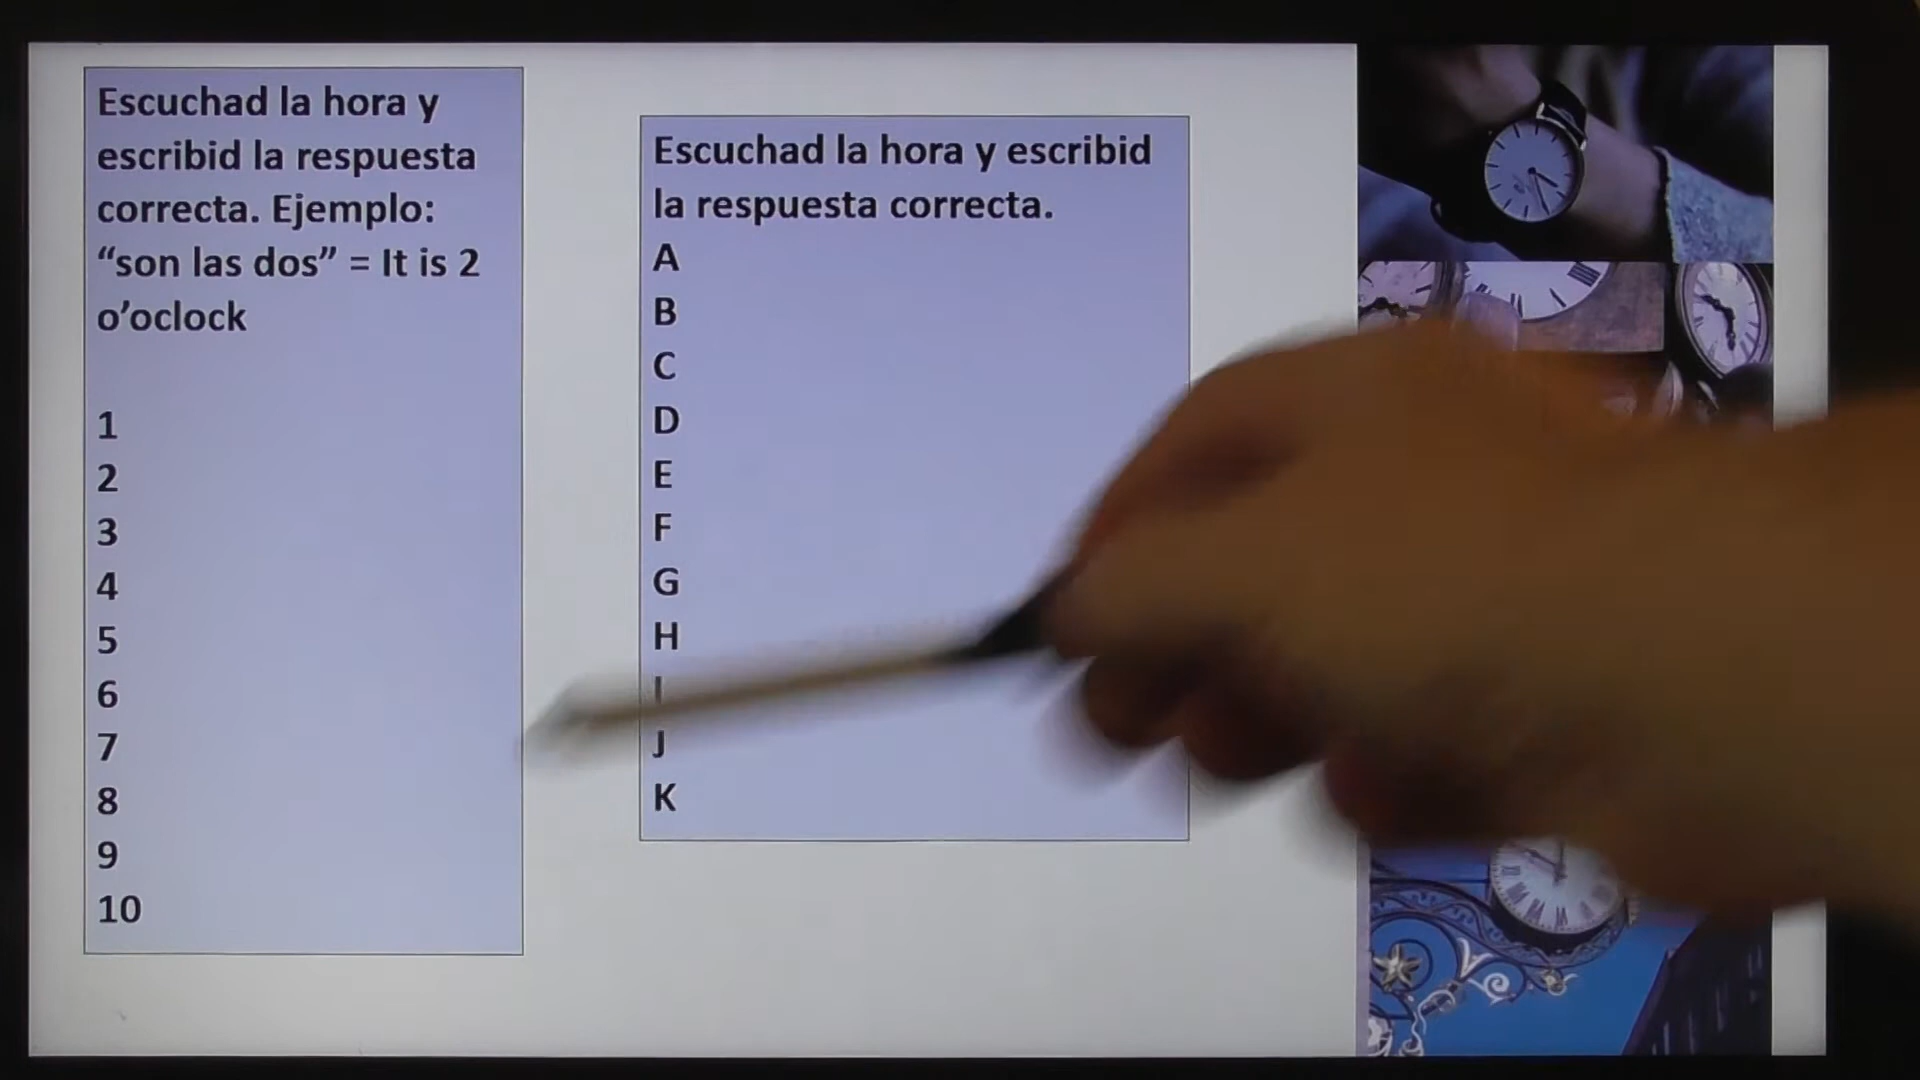 Escuchad la hora y
escribid la respuesta
correcta. Ejemplo:
“son las dos” = It is 2
o’oclock
1
2
3
4
5
6
7
8
9
10
Escuchad la hora y escribid
la respuesta correcta.
A
B
C
D
E
F
G
H
I
J
K